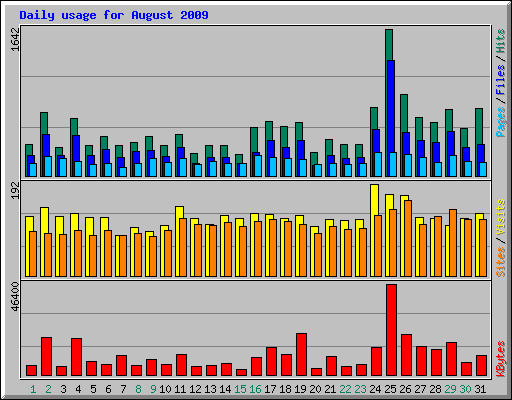 Daily usage for August 2009
1642
Pages / Files / Hits
192
Sites / Visits
46400
KBytes
1 2 3 4 5 6 7 8 9 10 11 12 13 14 15 16 17 18 19 20 21 22 23 24 25 26 27 28 29 30 31